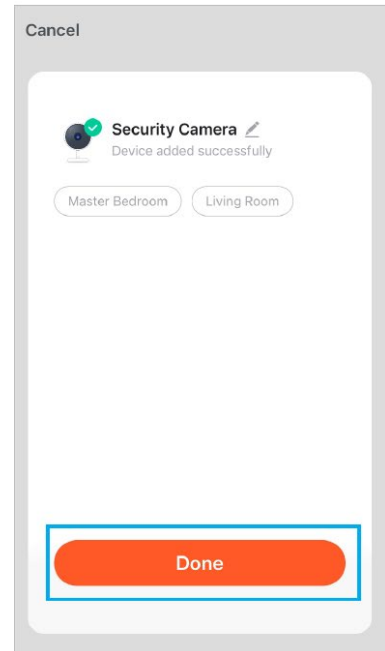 Cancel
Security Camera
Device added successfully
Master Bedroom
Living Room
Done